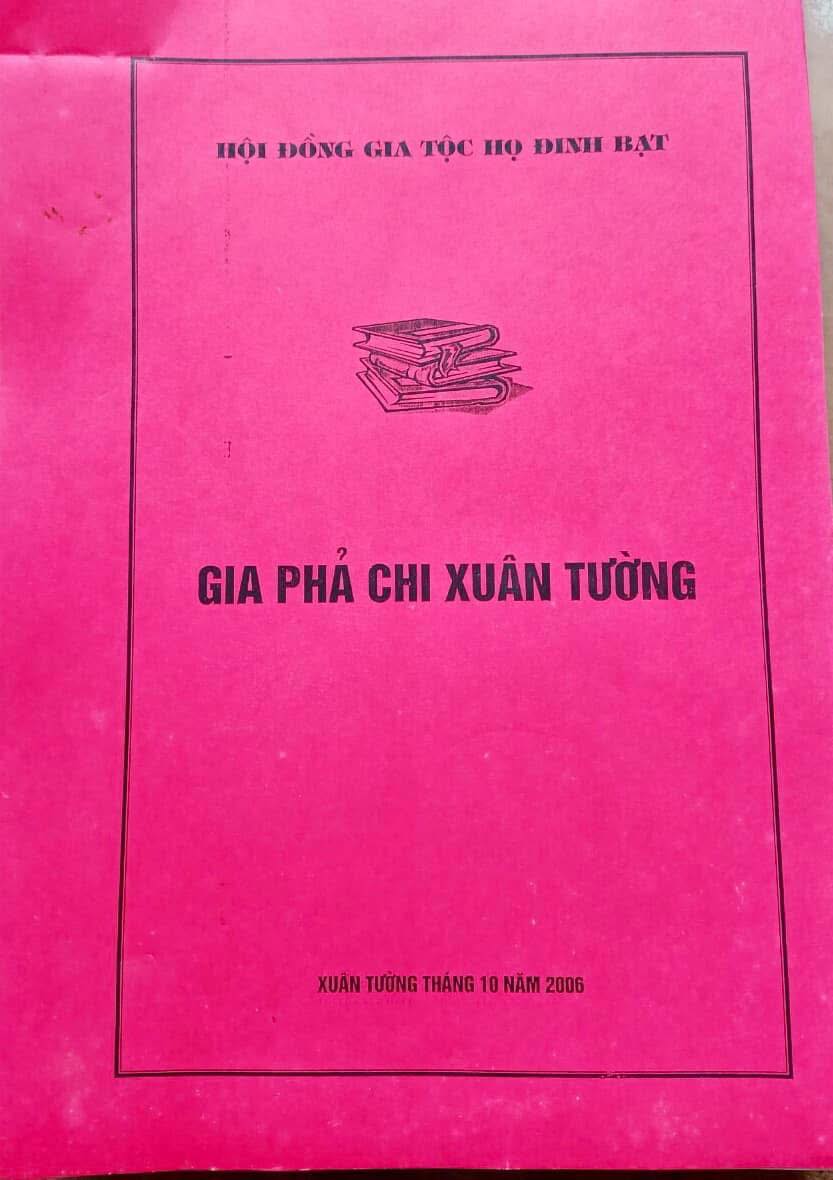 HỘI ĐỒNG GIA TỘC HỌ ĐINH BẠT
GIA PHẢ CHI XUÂN TƯỜNG
XUÂN TƯỜNG THÁNG 10 NĂM 2006